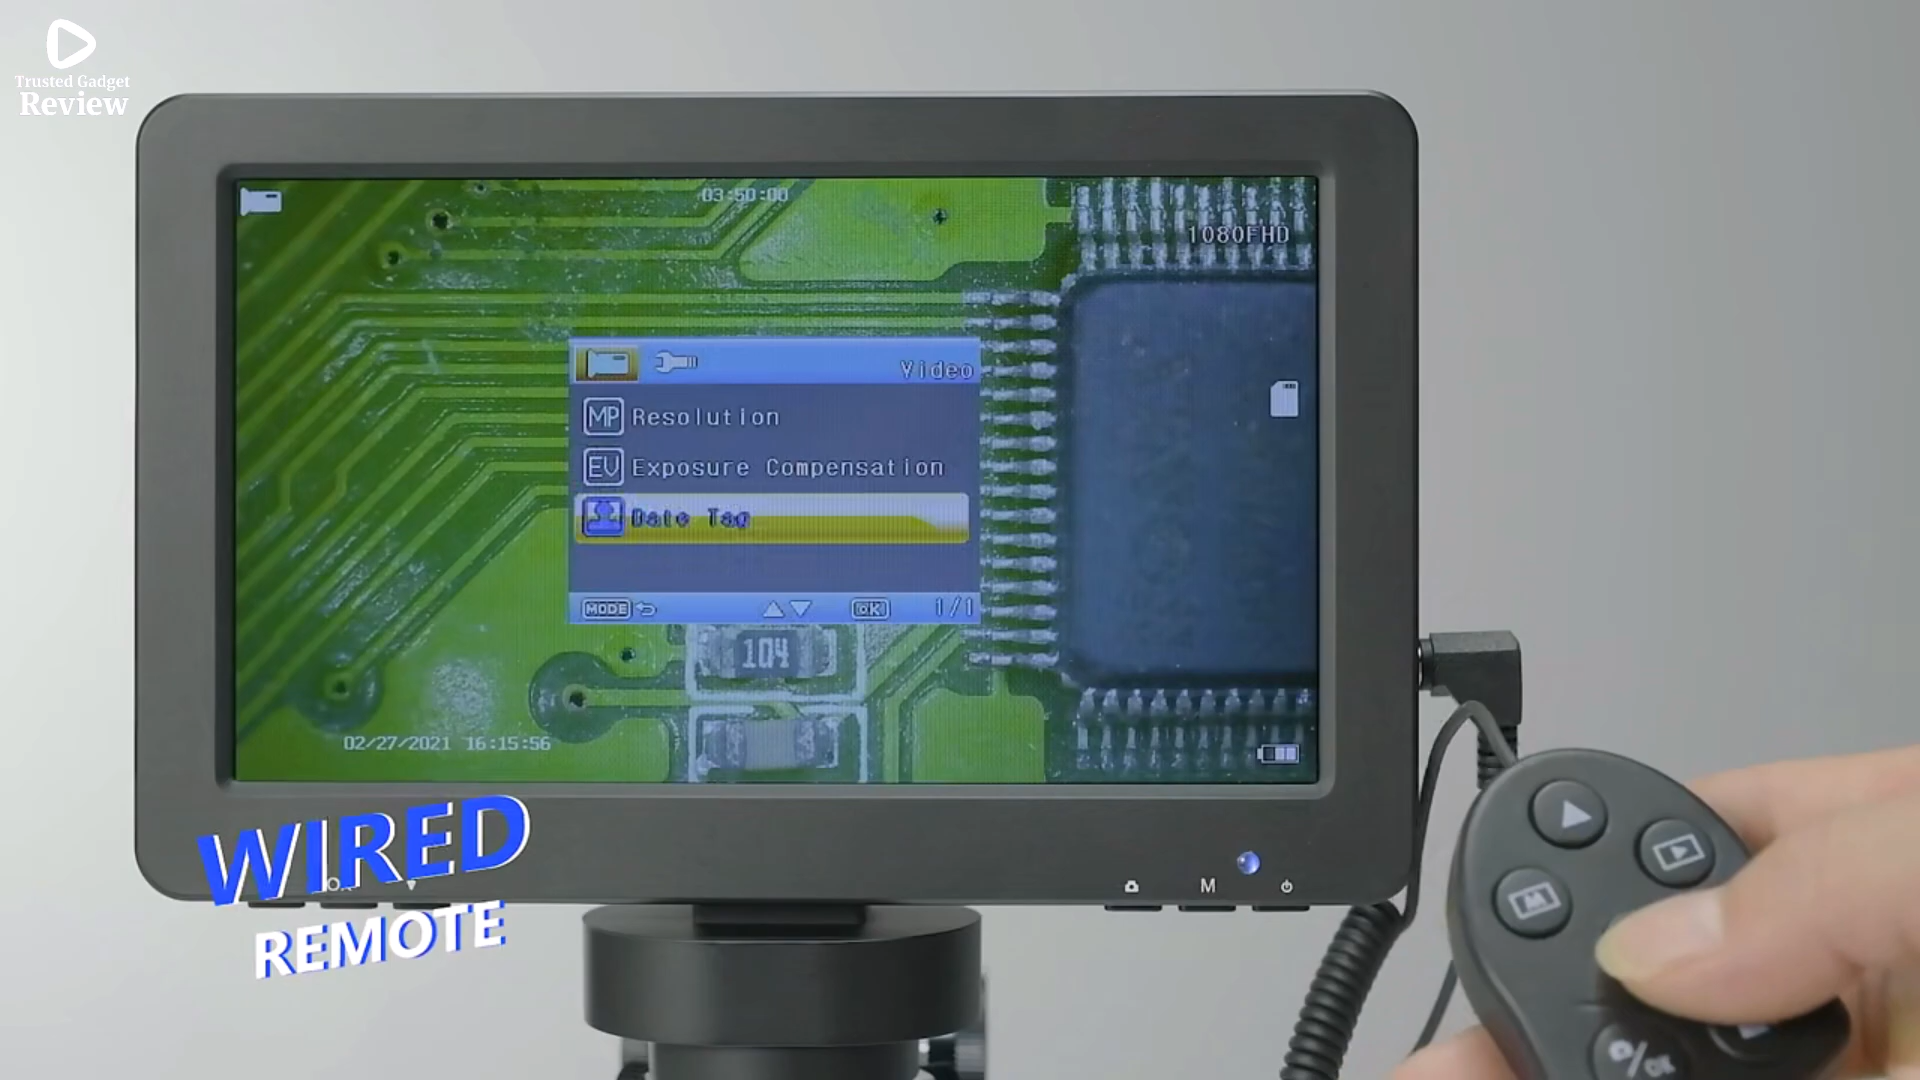 Trusted Gadget
Review
03:50:00
1080FHD
Video
MP Resolution
EV Exposure Compensation
Date Tag
MODE OK 1/1
104
02/27/2021 16:15:56
WIRED
REMOTE
M
M
/OK